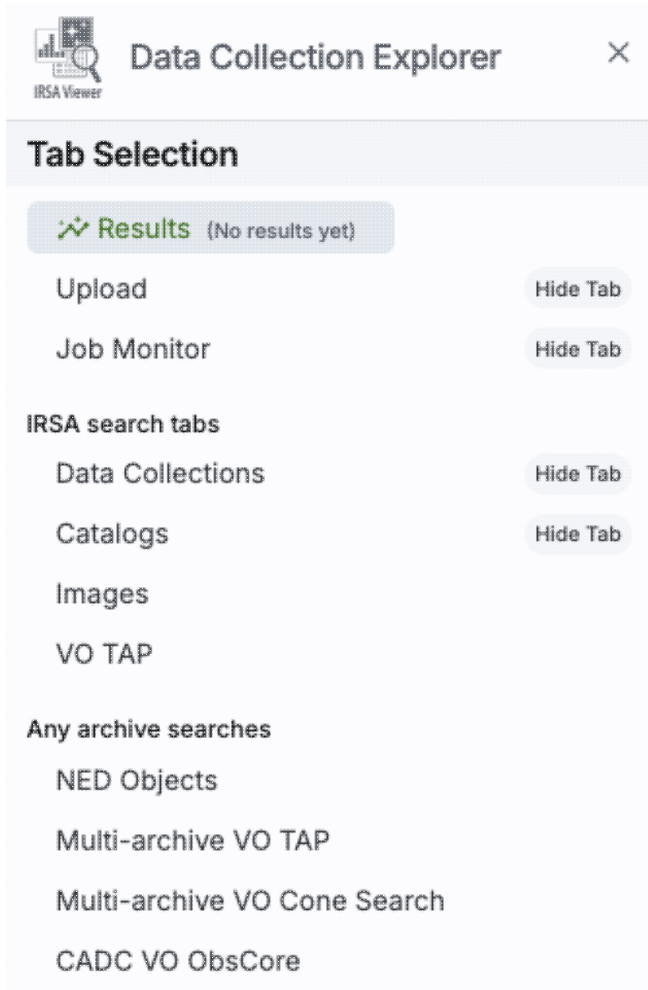 IRSA Viewer
Data Collection Explorer
Tab Selection
Results (No results yet)
Upload Hide Tab
Job Monitor Hide Tab
IRSA search tabs
Data Collections Hide Tab
Catalogs Hide Tab
Images
VO TAP
Any archive searches
NED Objects
Multi-archive VO TAP
Multi-archive VO Cone Search
CADC VO ObsCore